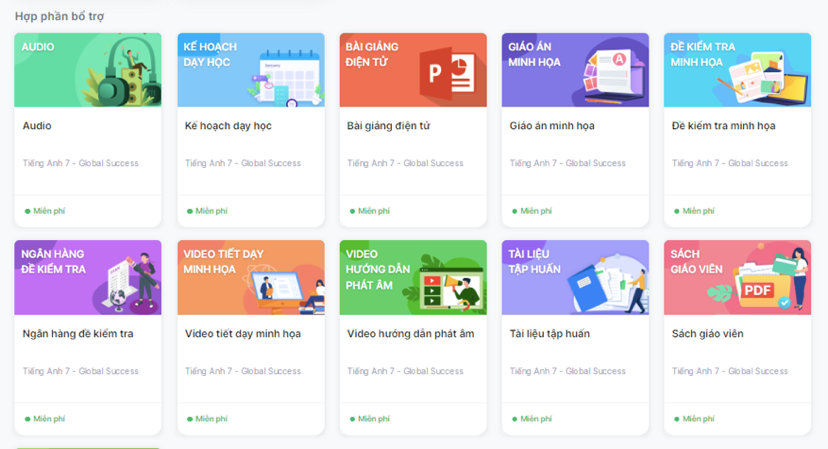 Hợp phần bổ trợ
AUDIO
Audio
Tiếng Anh 7 - Global Success
Miễn phí
KẾ HOẠCH
DẠY HỌC
Kế hoạch dạy học
Tiếng Anh 7 - Global Success
Miễn phí
BÀI GIẢNG
ĐIỆN TỬ
P
Bài giảng điện tử
Tiếng Anh 7 - Global Success
Miễn phí
GIÁO ÁN
MINH HỌA
A
Giáo án minh họa
Tiếng Anh 7 - Global Success
Miễn phí
ĐỀ KIỂM TRA
MINH HỌA
Đề kiểm tra minh họa
Tiếng Anh 7 - Global Success
Miễn phí
NGÂN HÀNG
ĐỀ KIỂM TRA
Ngân hàng đề kiểm tra
Tiếng Anh 7 - Global Success
Miễn phí
VIDEO TIẾT DẠY
MINH HỌA
Video tiết dạy minh họa
Tiếng Anh 7 - Global Success
Miễn phí
VIDEO
HƯỚNG DẪN
PHÁT ÂM
Video hướng dẫn phát âm
Tiếng Anh 7 - Global Success
Miễn phí
TÀI LIỆU
TẬP HUẤN
Tài liệu tập huấn
Tiếng Anh 7 - Global Success
Miễn phí
SÁCH
GIÁO VIÊN
PDF
Sách giáo viên
Tiếng Anh 7 - Global Success
Miễn phí